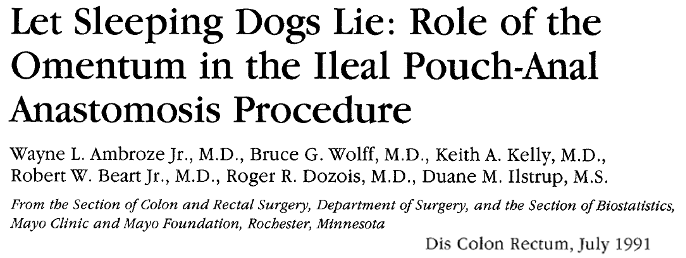 Let Sleeping Dogs Lie: Role of the
Omentum in the Ileal Pouch-Anal
Anastomosis Procedure
Wayne L. Ambroze Jr., M.D., Bruce G. Wolff, M.D., Keith A. Kelly, M.D.,
Robert W. Beart Jr., M.D., Roger R. Dozois, M.D., Duane M. Ilstrup, M.S.
From the Section of Colon and Rectal Surgery, Department of Surgery, and the Section of Biostatistics,
Mayo Clinic and Mayo Foundation, Rochester, Minnesota
Dis Colon Rectum, July 1991